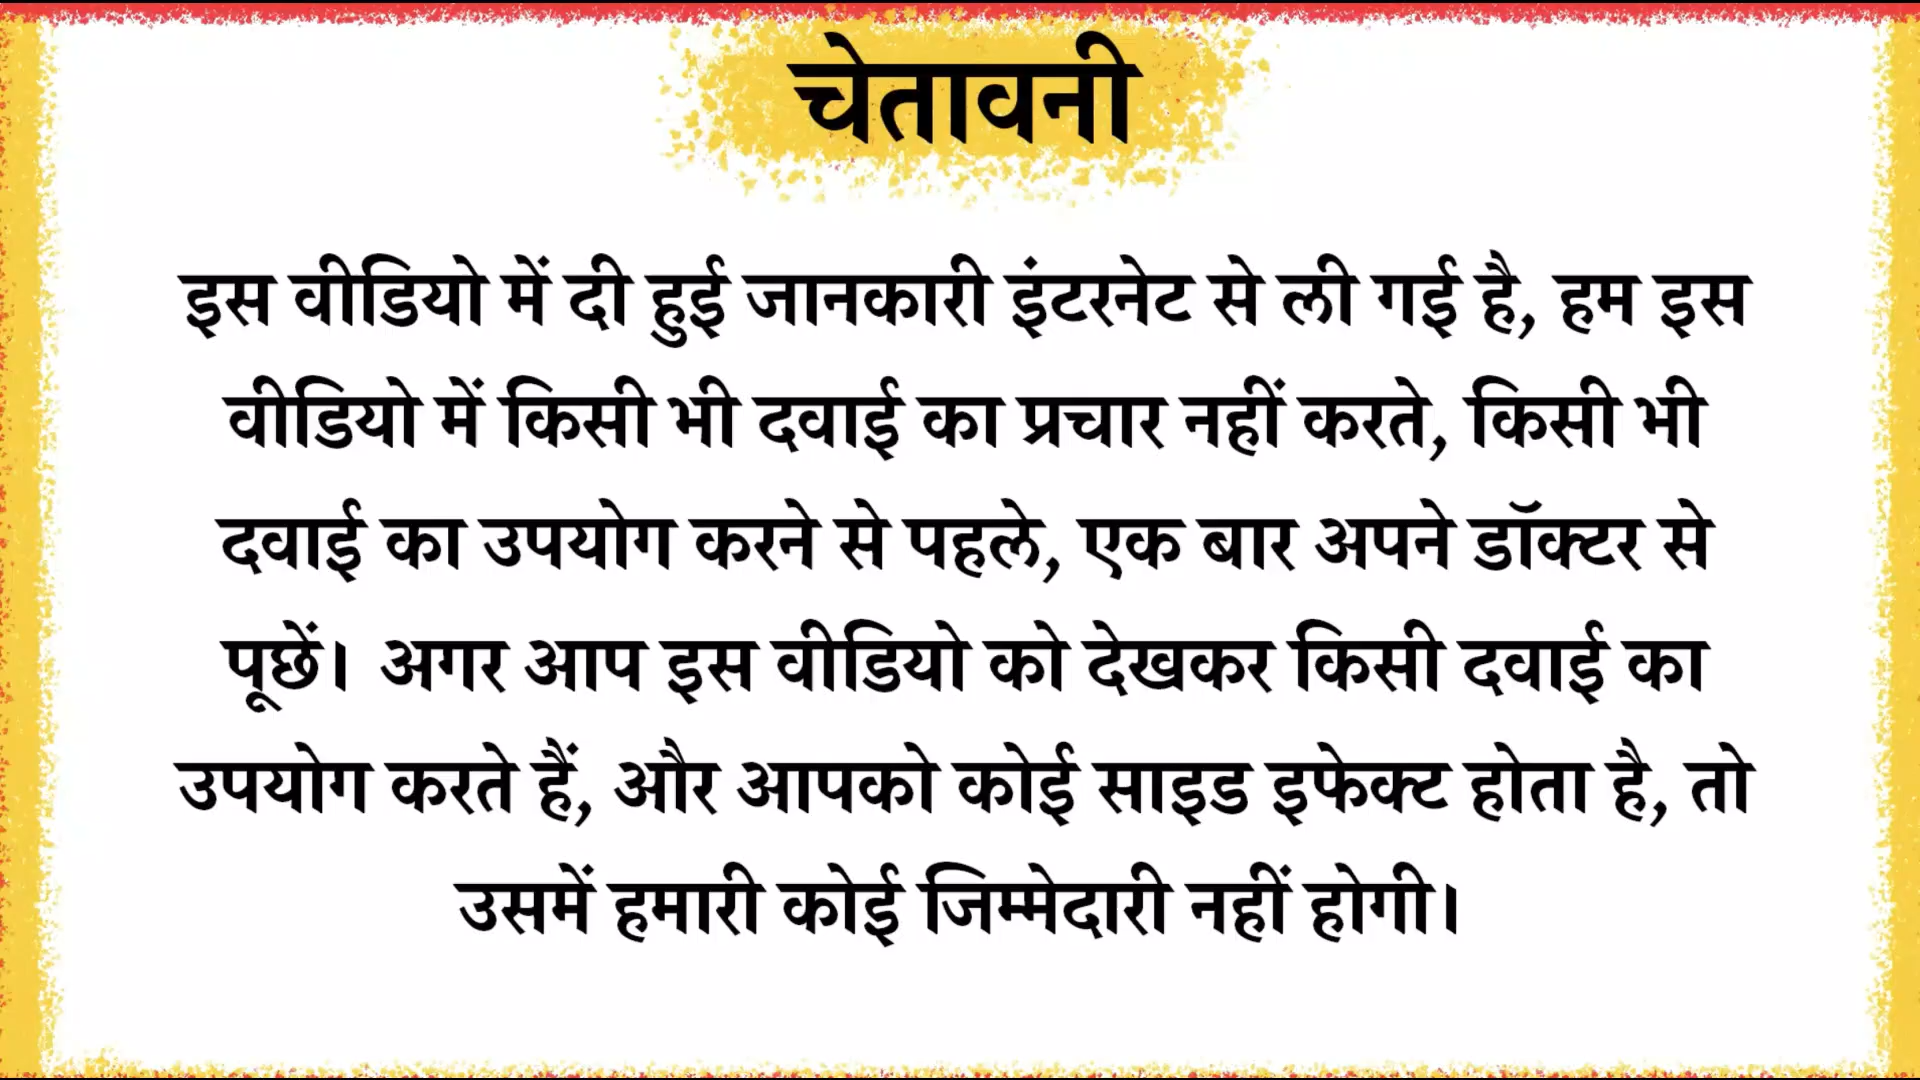 चेतावनी
इस वीडियो में दी हुई जानकारी इंटरनेट से ली गई है, हम इस
वीडियो में किसी भी दवाई का प्रचार नहीं करते, किसी भी
दवाई का उपयोग करने से पहले, एक बार अपने डॉक्टर से
पूछें। अगर आप इस वीडियो को देखकर किसी दवाई का
उपयोग करते हैं, और आपको कोई साइड इफेक्ट होता है, तो
उसमें हमारी कोई जिम्मेदारी नहीं होगी।